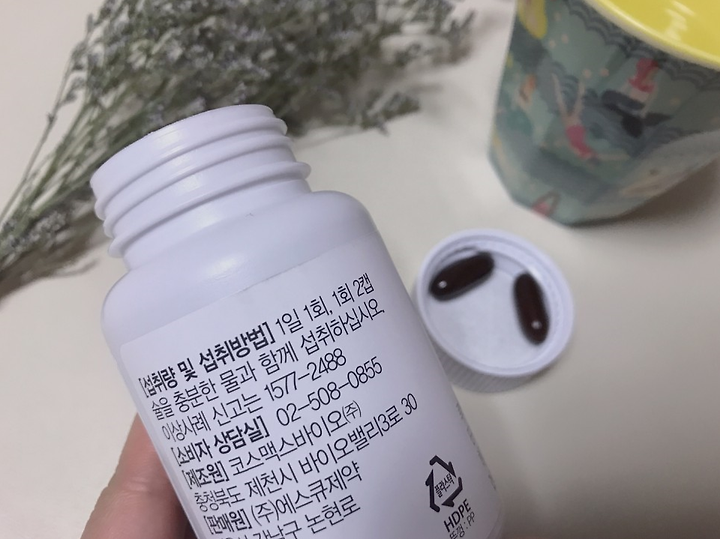 [섭취량 및 섭취방법] 1일 1회, 1회 2캡
슐을 충분한 물과 함께 섭취하십시오
이상사례 신고는 1577-2488
[소비자 상담실] 02-508-0855
[제조원] 코스맥스바이오(주)
충청북도 제천시 바이오밸리3로 30
[판매원] (주)에스큐제약
강남구 논현로
플라스틱
HDPE
뚜껑 : PP